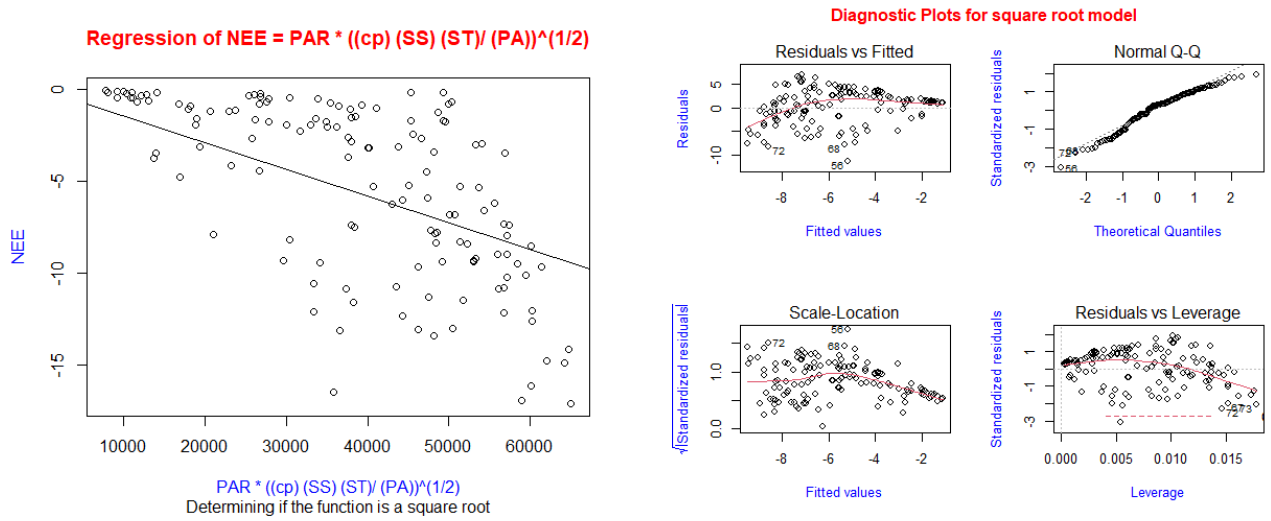 Regression of NEE = PAR * ((cp) (SS) (ST)/ (PA))^(1/2)
NEE
0
-5
-10
-15
10000 20000 30000 40000 50000 60000
PAR * ((cp) (SS) (ST)/ (PA))^(1/2)
Determining if the function is a square root
Diagnostic Plots for square root model
Residuals vs Fitted
Residuals
5
0
-10
72
68
56
-8 -6 -4 -2
Fitted values
Normal Q-Q
Standardized residuals
1
-1
-3
56
-2 -1 0 1 2
Theoretical Quantiles
Scale-Location
√|Standardized residuals|
1.0
0.0
72
56
68
-8 -6 -4 -2
Fitted values
Residuals vs Leverage
Standardized residuals
1
-1
-3
0.000 0.005 0.010 0.015
Leverage